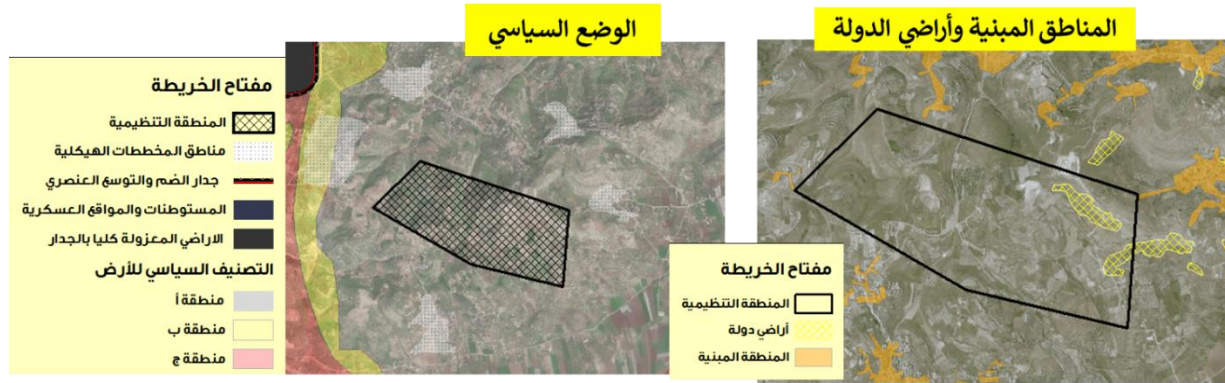 المناطق المبنية وأراضي الدولة
الوضع السياسي
مفتاح الخريطة
المنطقة التنظيمية
أراضي دولة
المنطقة المبنية
مفتاح الخريطة
المنطقة التنظيمية
مناطق المخططات الهيكلية
جدار الضم والتوسع العنصري
المستوطنات والمواقع العسكرية
الاراضي المعزولة كليا بالجدار
التصنيف السياسي للأرض
منطقة أ
منطقة ب
منطقة ج